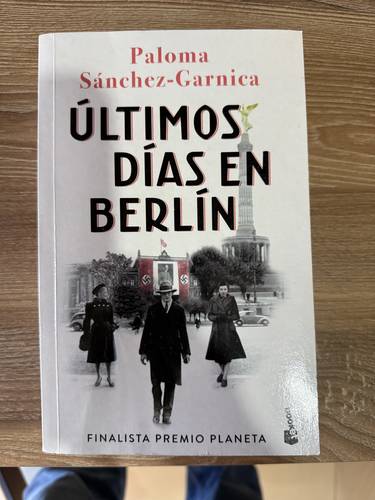 Paloma
Sánchez-Garnica
ÚLTIMOS
DÍAS EN
BERLÍN
FINALISTA PREMIO PLANETA
Booket